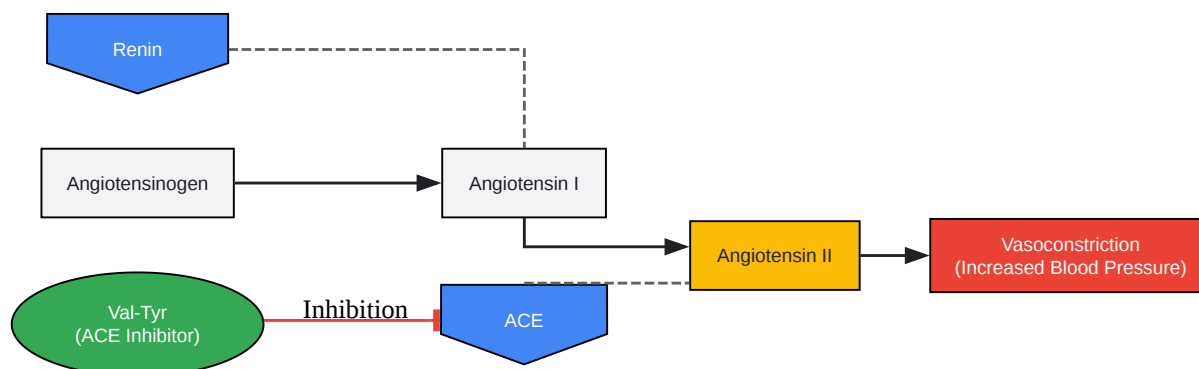 Renin
Angiotensinogen
Angiotensin I
Angiotensin II
Vasoconstriction
(Increased Blood Pressure)
Val-Tyr
(ACE Inhibitor)
Inhibition
ACE